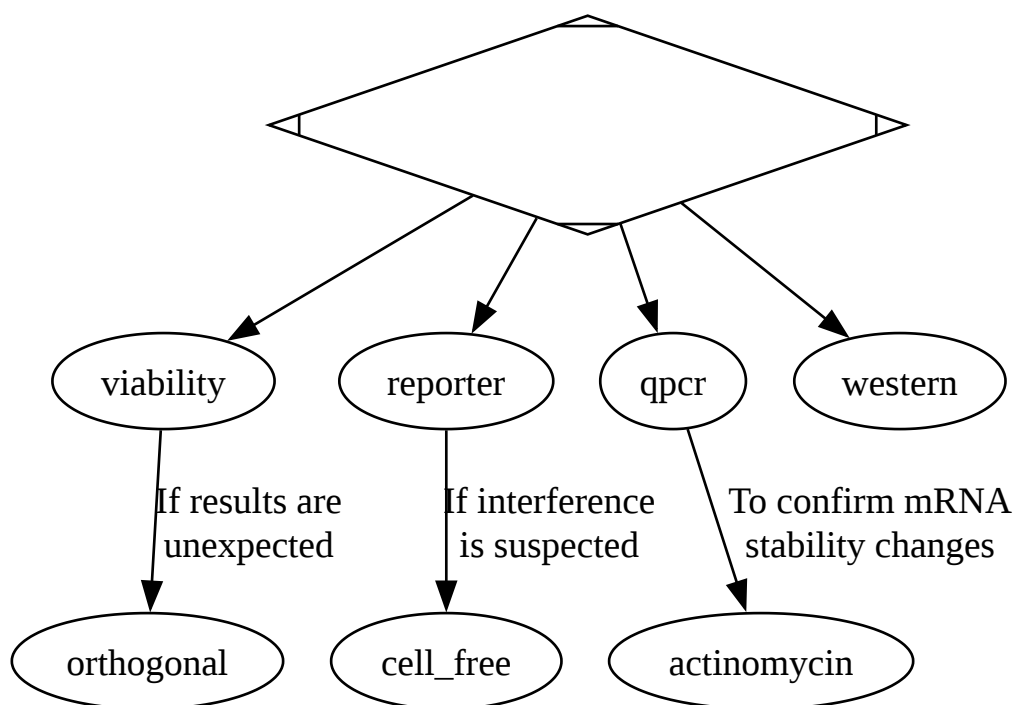 viability
reporter
qpcr
western
If results are
unexpected
If interference
is suspected
To confirm mRNA
stability changes
orthogonal
cell_free
actinomycin